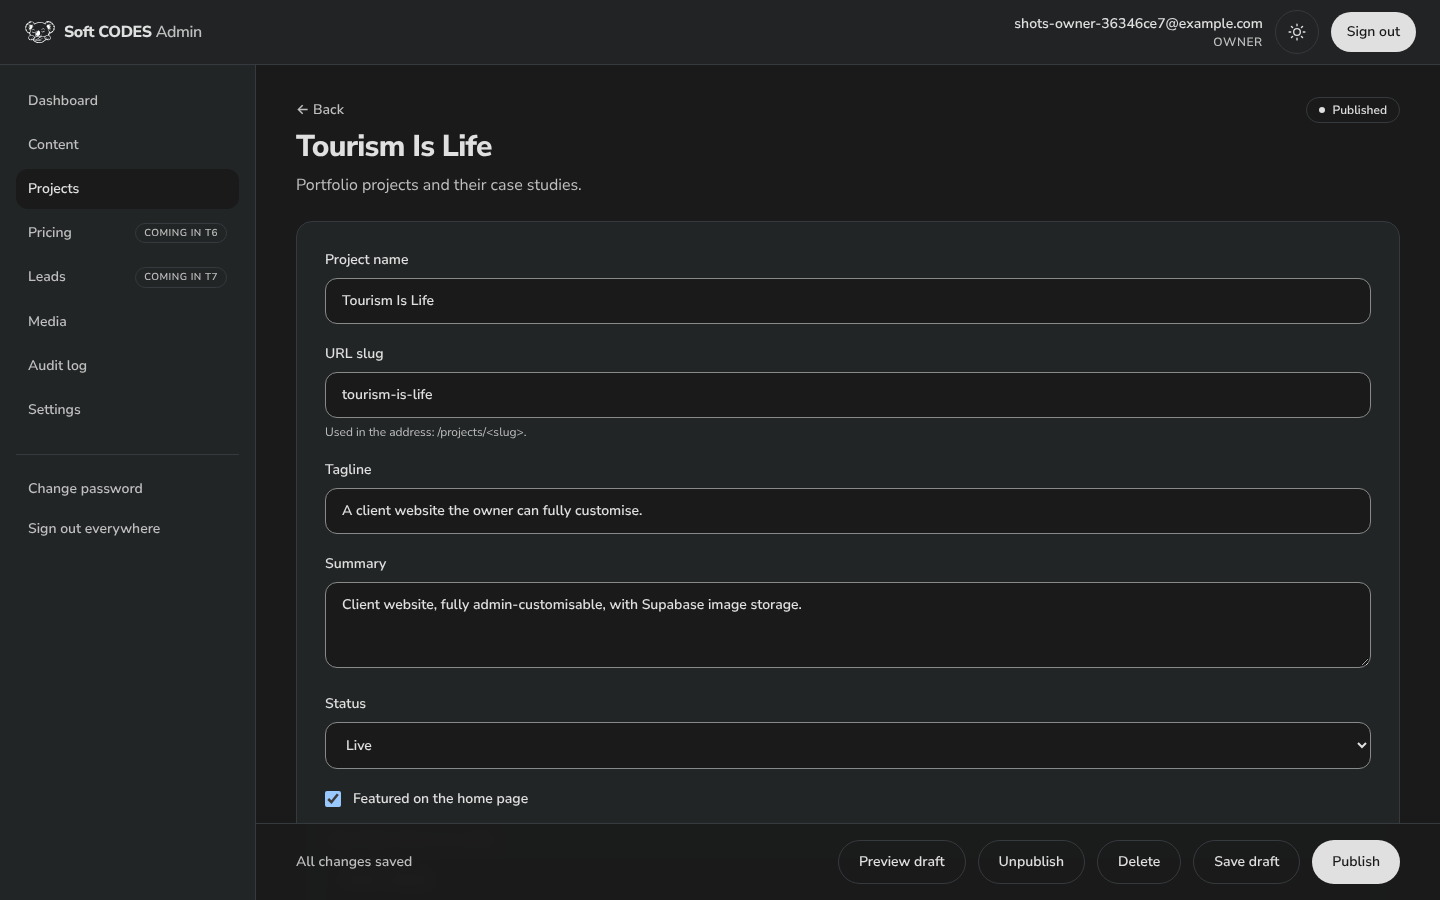 Soft CODES Admin
shots-owner-36346ce7@example.com
OWNER
Sign out
Dashboard
Content
Projects
Pricing
COMING IN T6
Leads
COMING IN T7
Media
Audit log
Settings
Change password
Sign out everywhere
← Back
Published
Tourism Is Life
Portfolio projects and their case studies.
Project name
Tourism Is Life
URL slug
tourism-is-life
Used in the address: /projects/<slug>.
Tagline
A client website the owner can fully customise.
Summary
Client website, fully admin-customisable, with Supabase image storage.
Status
Live
Featured on the home page
All changes saved
Preview draft
Unpublish
Delete
Save draft
Publish